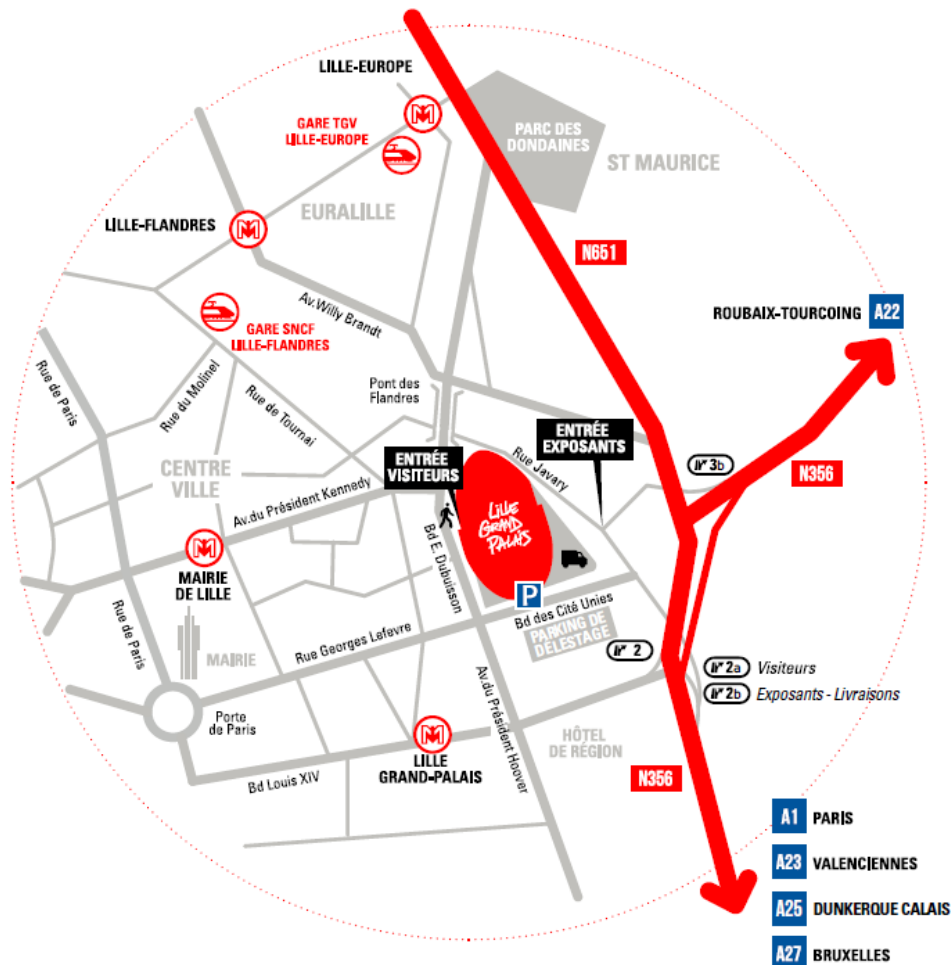 LILLE-EUROPE
GARE TGV
LILLE-EUROPE
PARC DES
DONDAINES
ST MAURICE
EURALILLE
LILLE-FLANDRES
N651
Av.Willy Brandt
ROUBAIX-TOURCOING A22
GARE SNCF
LILLE-FLANDRES
Rue de Paris
Rue du Molinel
Rue de Tournai
Pont des
Flandres
ENTRÉE
VISITEURS
ENTRÉE
EXPOSANTS
Rue Javary
3b
N356
CENTRE
VILLE
Av.du Président Kennedy
LILLE
GRAND
PALAIS
Bd E. Dubuisson
MAIRIE
DE LILLE
P
Bd des Cité Unies
PARKING DE
DÉLESTAGE
Rue de Paris
MAIRIE
Rue Georges Lefevre
2
2a Visiteurs
2b Exposants - Livraisons
Porte
de Paris
Av.du Président Hoover
HÔTEL
DE RÉGION
LILLE
GRAND-PALAIS
Bd Louis XIV
N356
A1 PARIS
A23 VALENCIENNES
A25 DUNKERQUE CALAIS
A27 BRUXELLES